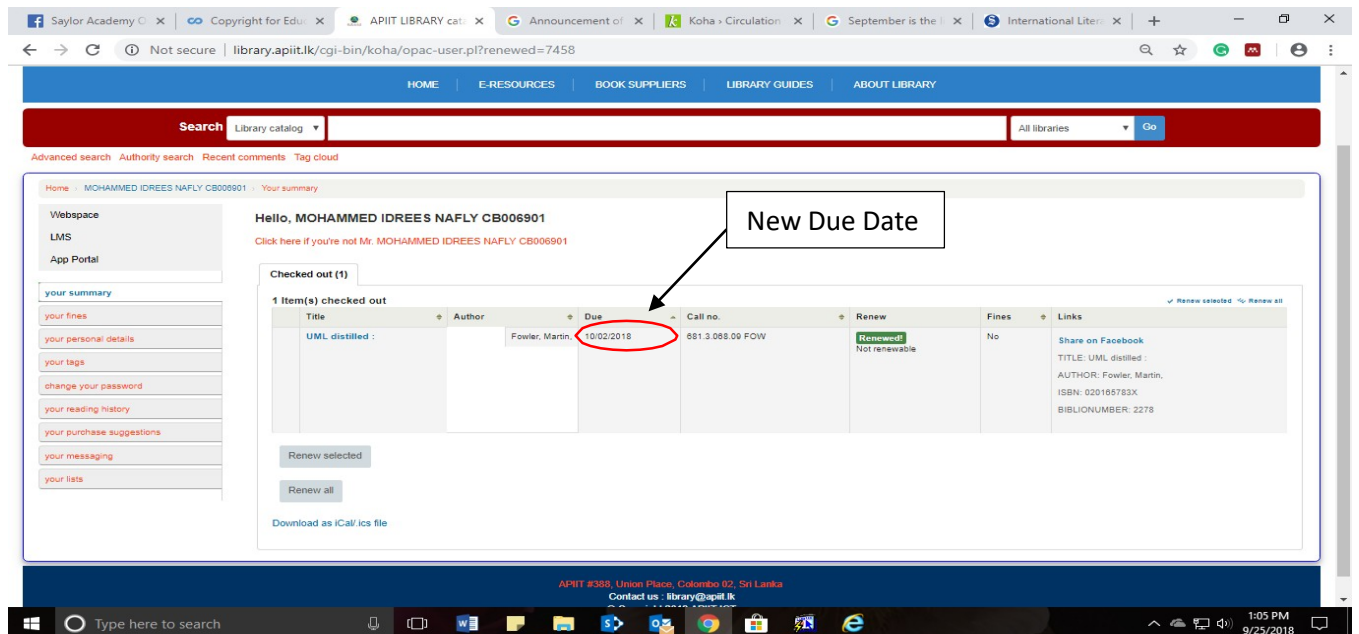 Saylor Academy O
Copyright for Edu
APIIT LIBRARY cata
Announcement of
Koha › Circulation
September is the l
International Liter
Not secure | library.apiit.lk/cgi-bin/koha/opac-user.pl?renewed=7458
HOME E-RESOURCES BOOK SUPPLIERS LIBRARY GUIDES ABOUT LIBRARY
Search Library catalog All libraries Go
Advanced search Authority search Recent comments Tag cloud
Home › MOHAMMED IDREES NAFLY CB006901 › Your summary
Webspace
LMS
App Portal
your summary
your fines
your personal details
your tags
change your password
your reading history
your purchase suggestions
your messaging
your lists
Hello, MOHAMMED IDREES NAFLY CB006901
Click here if you're not Mr. MOHAMMED IDREES NAFLY CB006901
New Due Date
Checked out (1)
1 Item(s) checked out
Renew selected Renew all
Title Author Due Call no. Renew Fines Links
UML distilled : Fowler, Martin, 10/02/2018 681.3.068.09 FOW Renewed! No Share on Facebook
Not renewable
TITLE: UML distilled :
AUTHOR: Fowler, Martin,
ISBN: 020165783X
BIBLIONUMBER: 2278
Renew selected
Renew all
Download as iCal/.ics file
APIIT #388, Union Place, Colombo 02, Sri Lanka
Contact us : library@apiit.lk
Type here to search
1:05 PM
9/25/2018